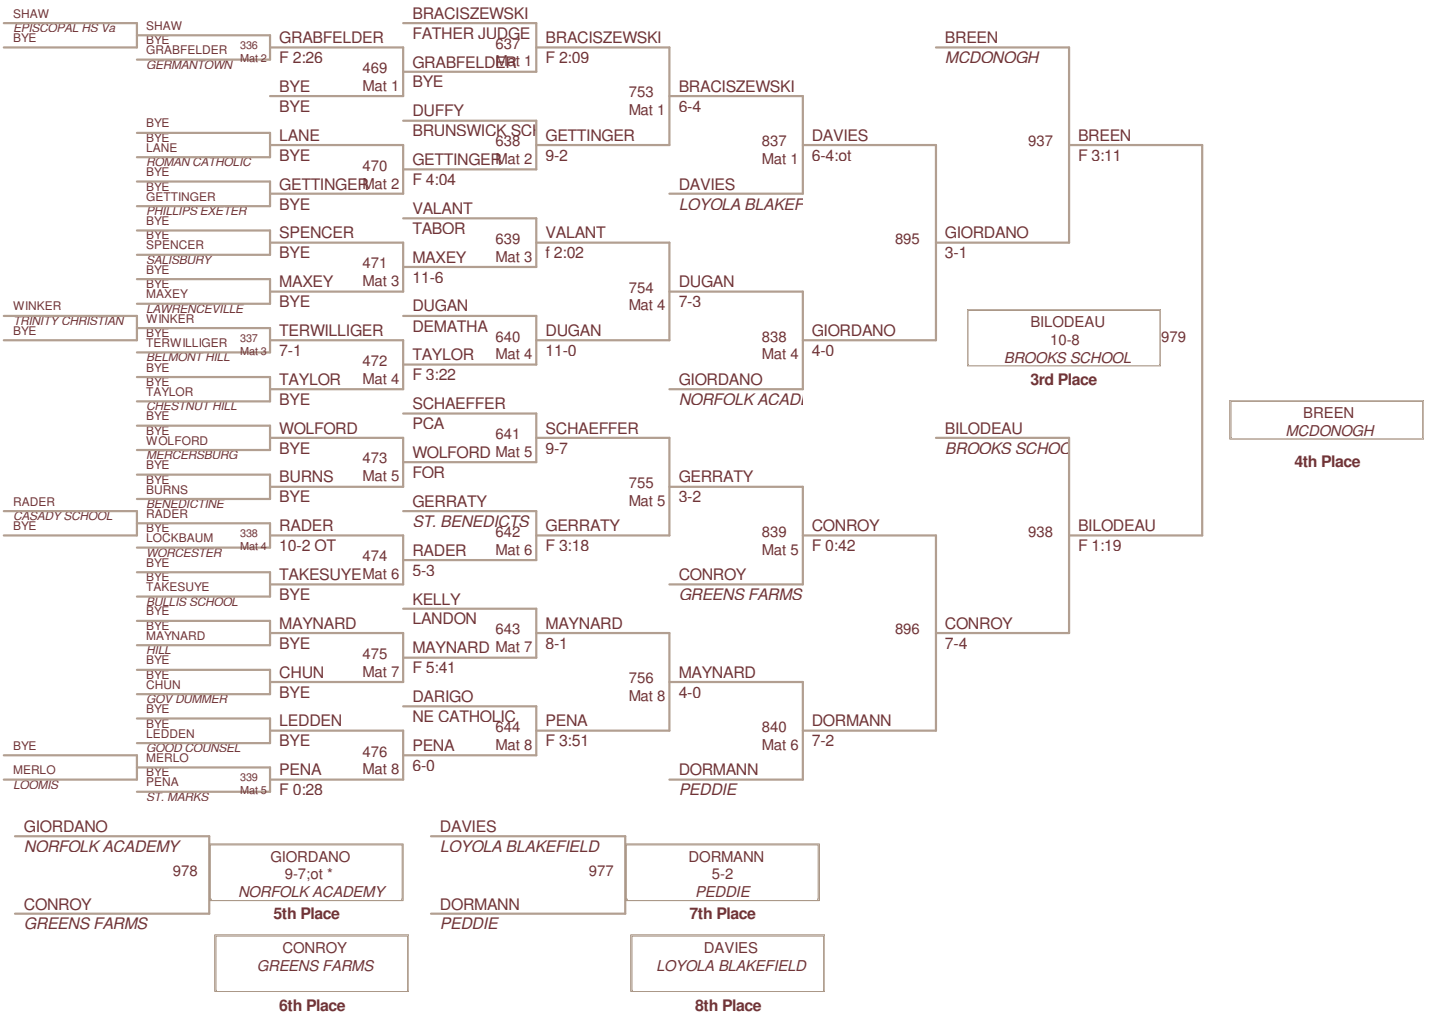 SHAW
EPISCOPAL HS Va
BYE
WINKER
TRINITY CHRISTIAN
BYE
RADER
CASADY SCHOOL
BYE
BYE
MERLO
LOOMIS
SHAW
BYE
GRABFELDER
336
Mat 2
GERMANTOWN
BYE
BYE
LANE
ROMAN CATHOLIC
BYE
BYE
GETTINGER
PHILLIPS EXETER
BYE
BYE
SPENCER
SALISBURY
BYE
BYE
MAXEY
LAWRENCEVILLE
WINKER
BYE
TERWILLIGER
337
Mat 3
BELMONT HILL
BYE
BYE
TAYLOR
CHESTNUT HILL
BYE
BYE
WOLFORD
MERCERSBURG
BYE
BYE
BURNS
BENEDICTINE
RADER
BYE
LOCKBAUM
338
Mat 4
WORCESTER
BYE
BYE
TAKESUYE
BULLIS SCHOOL
BYE
BYE
MAYNARD
HILL
BYE
BYE
CHUN
GOV DUMMER
BYE
BYE
LEDDEN
GOOD COUNSEL
MERLO
BYE
PENA
339
Mat 5
ST. MARKS
GRABFELDER
F 2:26
469
Mat 1
BYE
BYE
LANE
BYE
470
Mat 2
GETTINGER
BYE
SPENCER
BYE
471
Mat 3
MAXEY
BYE
TERWILLIGER
7-1
472
Mat 4
TAYLOR
BYE
WOLFORD
BYE
473
Mat 5
BURNS
BYE
RADER
10-2 OT
474
Mat 6
TAKESUYE
BYE
MAYNARD
BYE
475
Mat 7
CHUN
BYE
LEDDEN
BYE
476
Mat 8
PENA
F 0:28
BRACISZEWSKI
FATHER JUDGE
637
Mat 1
GRABFELDER
BYE
DUFFY
BRUNSWICK SCH
638
Mat 2
GETTINGER
F 4:04
VALANT
TABOR
639
Mat 3
MAXEY
11-6
DUGAN
DEMATHA
640
Mat 4
TAYLOR
F 3:22
SCHAEFFER
PCA
641
Mat 5
WOLFORD
FOR
GERRATY
ST. BENEDICTS
642
Mat 6
RADER
5-3
KELLY
LANDON
643
Mat 7
MAYNARD
F 5:41
DARIGO
NE CATHOLIC
644
Mat 8
PENA
6-0
BRACISZEWSKI
F 2:09
753
Mat 1
GETTINGER
9-2
VALANT
f 2:02
754
Mat 4
DUGAN
11-0
SCHAEFFER
9-7
755
Mat 5
GERRATY
F 3:18
MAYNARD
8-1
756
Mat 8
PENA
F 3:51
BRACISZEWSKI
6-4
837
Mat 1
DAVIES
LOYOLA BLAKEF
DUGAN
7-3
838
Mat 4
GIORDANO
NORFOLK ACADI
GERRATY
3-2
839
Mat 5
CONROY
GREENS FARMS
MAYNARD
4-0
840
Mat 6
DORMANN
PEDDIE
DAVIES
6-4:ot
895
GIORDANO
4-0
CONROY
F 0:42
896
DORMANN
7-2
BREEN
MCDONOGH
937
GIORDANO
3-1
BILODEAU
BROOKS SCHOO
938
CONROY
7-4
BREEN
F 3:11
BILODEAU
F 1:19
BILODEAU
10-8
BROOKS SCHOOL
979
3rd Place
BREEN
MCDONOGH
4th Place
GIORDANO
NORFOLK ACADEMY
978
CONROY
GREENS FARMS
GIORDANO
9-7;ot *
NORFOLK ACADEMY
5th Place
CONROY
GREENS FARMS
6th Place
DAVIES
LOYOLA BLAKEFIELD
977
DORMANN
PEDDIE
DORMANN
5-2
PEDDIE
7th Place
DAVIES
LOYOLA BLAKEFIELD
8th Place